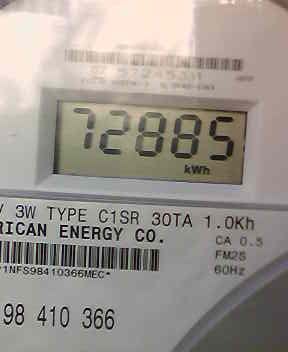 72885
kWh
V 3W TYPE C1SR 30TA 1.0Kh
RICAN ENERGY CO.
CA 0.5
FM2S
60Hz
1NFS98410366MEC*
98 410 366